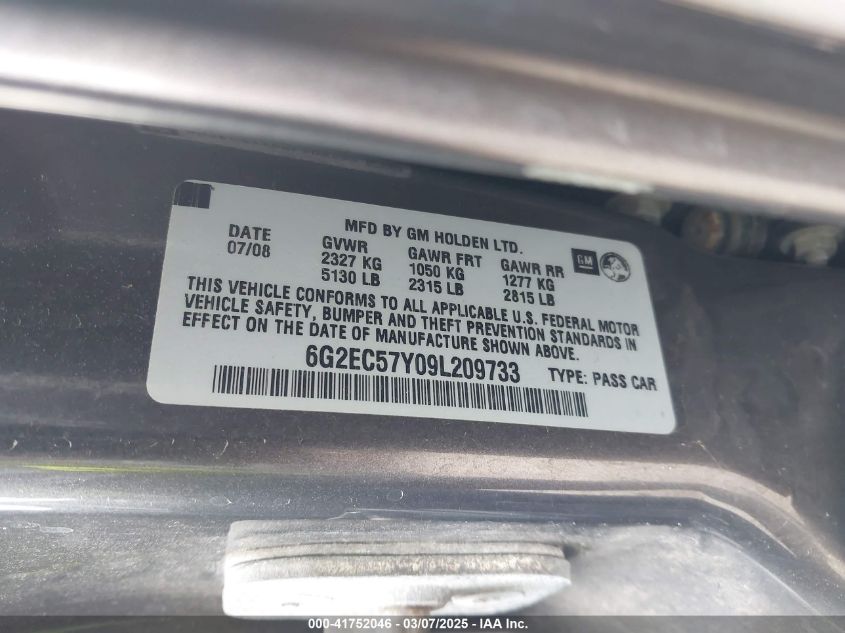 MFD BY GM HOLDEN LTD.
DATE GVWR GAWR FRT GAWR RR GM
07/08 2327 KG 1050 KG 1277 KG
5130 LB 2315 LB 2815 LB
THIS VEHICLE CONFORMS TO ALL APPLICABLE U.S. FEDERAL MOTOR
VEHICLE SAFETY, BUMPER AND THEFT PREVENTION STANDARDS IN
EFFECT ON THE DATE OF MANUFACTURE SHOWN ABOVE.
6G2EC57Y09L209733 TYPE: PASS CAR
000-41752046 - 03/07/2025 - IAA Inc.